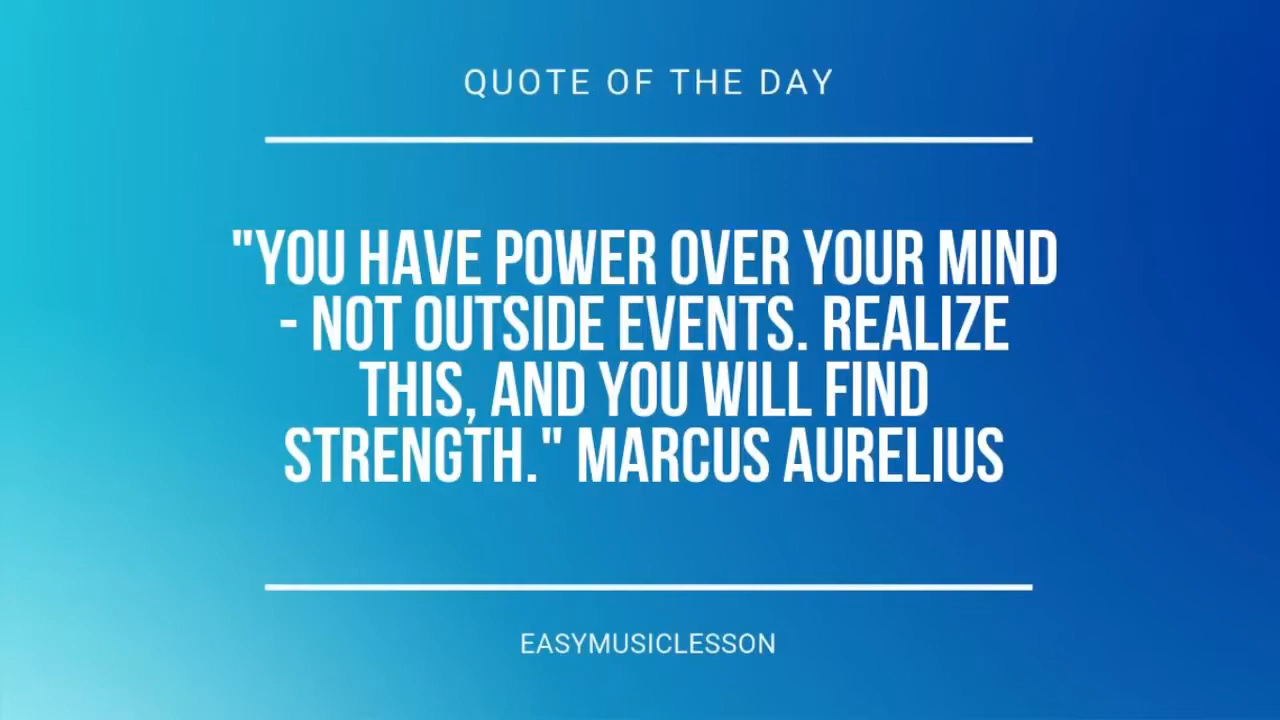 QUOTE OF THE DAY
"YOU HAVE POWER OVER YOUR MIND
- NOT OUTSIDE EVENTS. REALIZE
THIS, AND YOU WILL FIND
STRENGTH." MARCUS AURELIUS
EASYMUSICLESSON